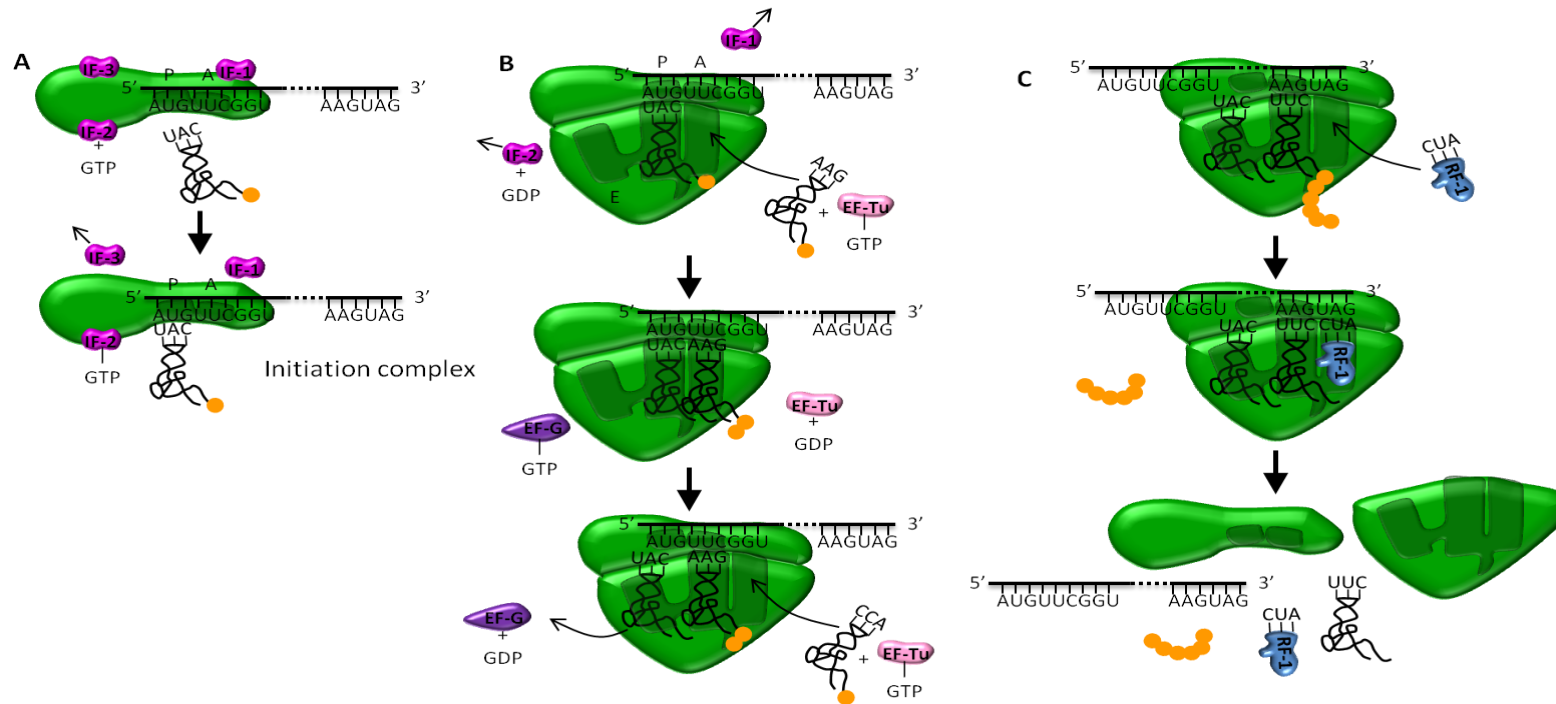 A
IF-3
P A IF-1
5’
AUGUUCGGU AAGUAG
3’
IF-2
+
GTP
UAC
IF-3
P A IF-1
5’ 3’
AUGUUCGGU AAGUAG
UAC
IF-2
GTP
Initiation complex
B
IF-1
P A
5’ 3’
AUGUUCGGU AAGUAG
UAC
IF-2
+
GDP
E
AAG
+ EF-Tu
GTP
5’ 3’
AUGUUCGGU AAGUAG
UAC AAG
EF-G
GTP
EF-Tu
+
GDP
5’ 3’
AUGUUCGGU AAGUAG
UAC AAG
EF-G
+
GDP
CCA
+ EF-Tu
GTP
C
5’ 3’
AUGUUCGGU AAGUAG
UAC UUC
CUA
RF-1
5’ 3’
AUGUUCGGU AAGUAG
UAC UUC CUA
RF-1
5’ 3’
AUGUUCGGU AAGUAG
UUC
CUA
RF-1